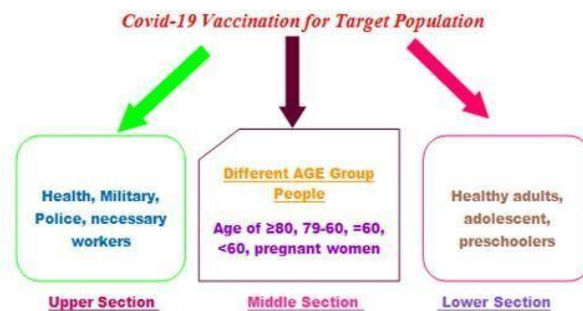 Covid-19 Vaccination for Target Population
Health, Military,
Police, necessary
workers
Different AGE Group
People
Age of ≥80, 79-60, =60,
<60, pregnant women
Healthy adults,
adolescent,
preschoolers
Upper Section
Middle Section
Lower Section